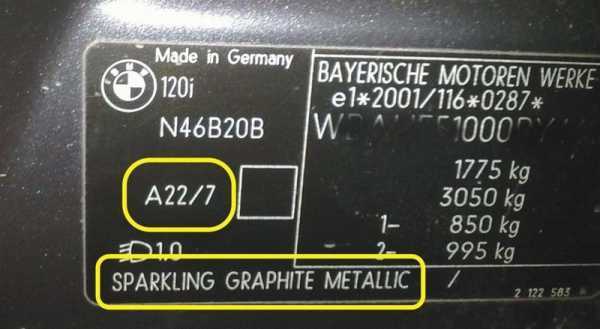 Made in Germany
BMW
120i
N46B20B
A22/7
1.0
SPARKLING GRAPHITE METALLIC /
BAYERISCHE MOTOREN WERKE
e1*2001/116*0287*
1775 kg
3050 kg
1- 850 kg
2- 995 kg
2 122 583